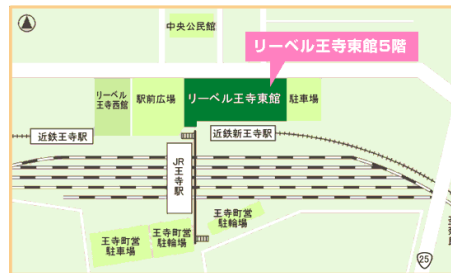 中央公民館
リーベル王寺東館5階
リーベル
王寺西館
駅前広場
リーベル王寺東館
駐車場
近鉄王寺駅
近鉄新王寺駅
JR王寺駅
王寺町営
駐車場
王寺町営
駐輪場
王寺町営
駐輪場
25